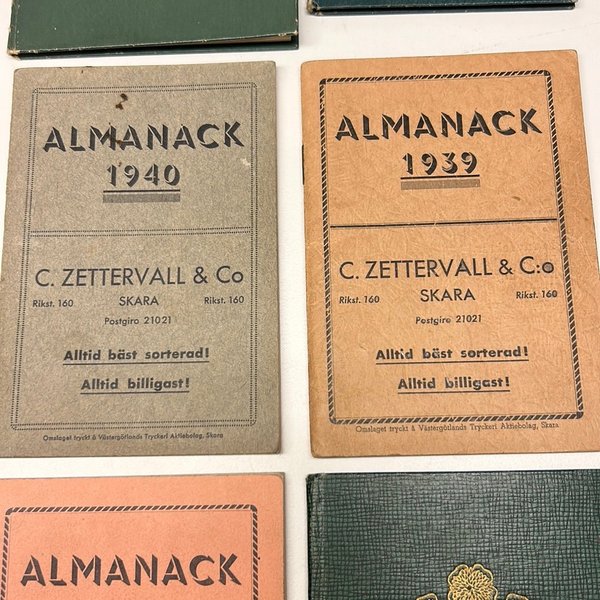 ALMANACK
1940
C. ZETTERVALL & Co
Rikst. 160 SKARA Rikst. 160
Postgiro 21021
Alltid bäst sorterad!
Alltid billigast!
Omslaget tryckt å Västergötlands Tryckeri Aktiebolag, Skara
ALMANACK
1939
C. ZETTERVALL & C:o
Rikst. 160 SKARA Rikst. 160
Postgiro 21021
Alltid bäst sorterad!
Alltid billigast!
Omslaget tryckt å Västergötlands Tryckeri Aktiebolag, Skara
ALMANACK